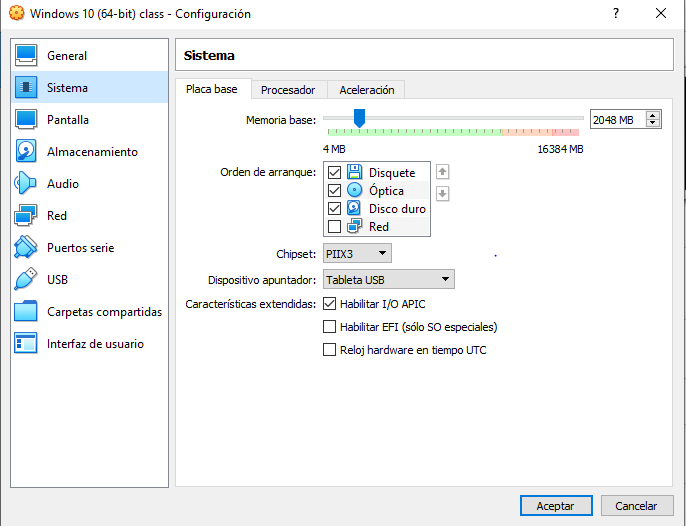 Windows 10 (64-bit) class - Configuración
?
General
Sistema
Pantalla
Almacenamiento
Audio
Red
Puertos serie
USB
Carpetas compartidas
Interfaz de usuario
Sistema
Placa base Procesador Aceleración
Memoria base: 2048 MB
4 MB 16384 MB
Orden de arranque: Disquete
Óptica
Disco duro
Red
Chipset: PIIX3
Dispositivo apuntador: Tableta USB
Características extendidas: Habilitar I/O APIC
Habilitar EFI (sólo SO especiales)
Reloj hardware en tiempo UTC
Aceptar Cancelar